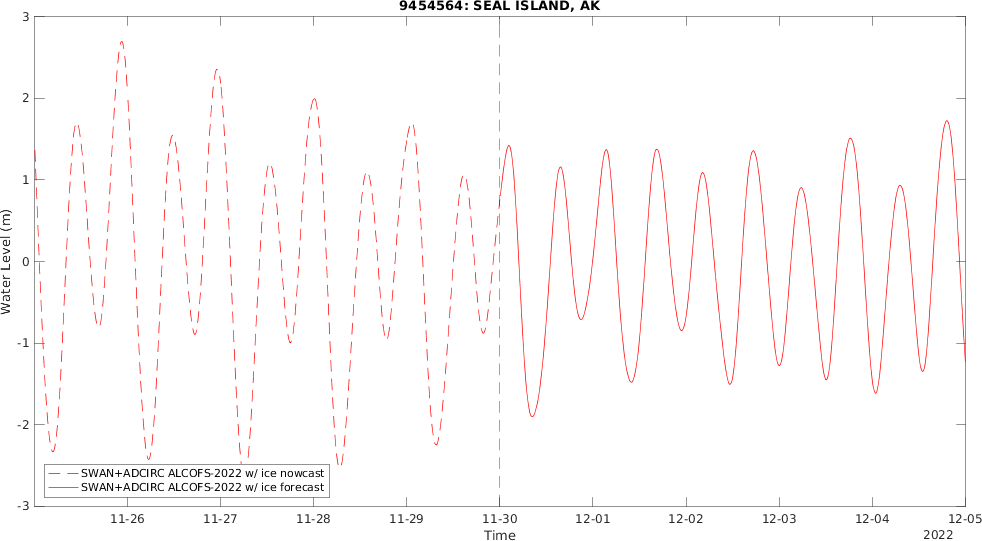 9454564: SEAL ISLAND, AK
3
2
1
0
-1
-2
-3
Water Level (m)
SWAN+ADCIRC ALCOFS-2022 w/ ice nowcast
SWAN+ADCIRC ALCOFS-2022 w/ ice forecast
11-26 11-27 11-28 11-29 11-30 12-01 12-02 12-03 12-04 12-05
Time
2022